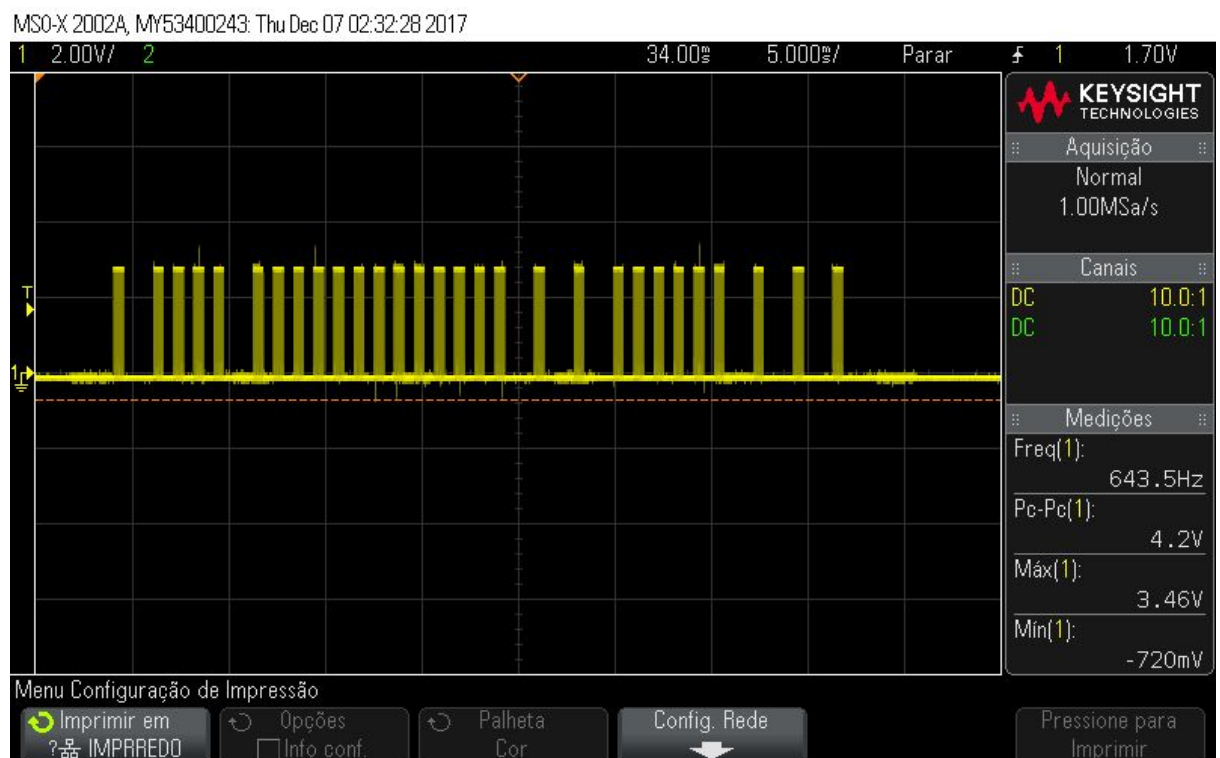 MSO-X 2002A, MY53400243: Thu Dec 07 02:32:28 2017
1 2.00V/ 2 34.00ms 5.000ms/ Parar 1 1.70V
KEYSIGHT
TECHNOLOGIES
Aquisição
Normal
1.00MSa/s
Canais
DC 10.0:1
DC 10.0:1
Medições
Freq(1):
643.5Hz
Pc-Pc(1):
4.2V
Máx(1):
3.46V
Mín(1):
-720mV
T
1
Menu Configuração de Impressão
Imprimir em
? IMPRREDO
Opções
Info conf.
Palheta
Cor
Config. Rede
Pressione para
Imprimir